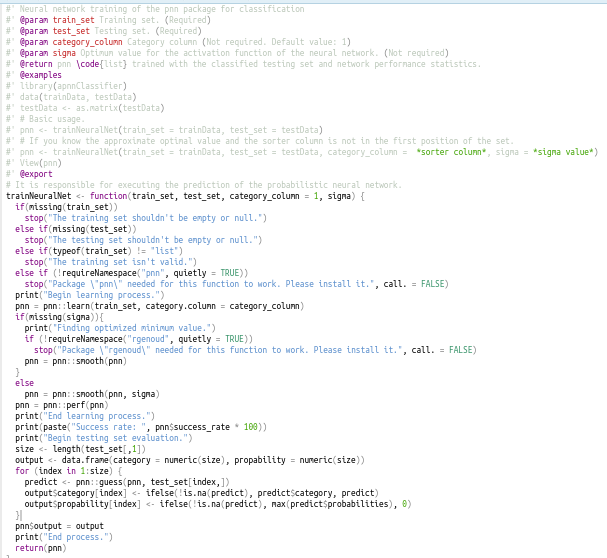 #' Neural network training of the pnn package for classification
#' @param train_set Training set. (Required)
#' @param test_set Testing set. (Required)
#' @param category_column Category column (Not required. Default value: 1)
#' @param sigma Optimum value for the activation function of the neural network. (Not required)
#' @return pnn \code{list} trained with the classified testing set and network performance statistics.
#' @examples
#' library(apnnClassifier)
#' data(trainData, testData)
#' testData <- as.matrix(testData)
#' # Basic usage.
#' pnn <- trainNeuralNet(train_set = trainData, test_set = testData)
#' # If you know the approximate optimal value and the sorter column is not in the first position of the set.
#' pnn <- trainNeuralNet(train_set = trainData, test_set = testData, category_column =  *sorter column*, sigma = *sigma value*)
#' View(pnn)
#' @export
# It is responsible for executing the prediction of the probabilistic neural network.
trainNeuralNet <- function(train_set, test_set, category_column = 1, sigma) {
  if(missing(train_set))
    stop("The training set shouldn't be empty or null.")
  else if(missing(test_set))
    stop("The testing set shouldn't be empty or null.")
  else if(typeof(train_set) != "list")
    stop("The training set isn't valid.")
  else if (!requireNamespace("pnn", quietly = TRUE))
    stop("Package \"pnn\" needed for this function to work. Please install it.", call. = FALSE)
  print("Begin learning process.")
  pnn = pnn::learn(train_set, category.column = category_column)
  if(missing(sigma)){
    print("Finding optimized minimum value.")
    if (!requireNamespace("rgenoud", quietly = TRUE))
      stop("Package \"rgenoud\" needed for this function to work. Please install it.", call. = FALSE)
    pnn = pnn::smooth(pnn)
  }
  else
    pnn = pnn::smooth(pnn, sigma)
  pnn = pnn::perf(pnn)
  print("End learning process.")
  print(paste("Success rate: ", pnn$success_rate * 100))
  print("Begin testing set evaluation.")
  size <- length(test_set[,1])
  output <- data.frame(category = numeric(size), propability = numeric(size))
  for (index in 1:size) {
    predict <- pnn::guess(pnn, test_set[index,])
    output$category[index] <- ifelse(!is.na(predict), predict$category, predict)
    output$propability[index] <- ifelse(!is.na(predict), max(predict$probabilities), 0)
  }
  pnn$output = output
  print("End process.")
  return(pnn)
}